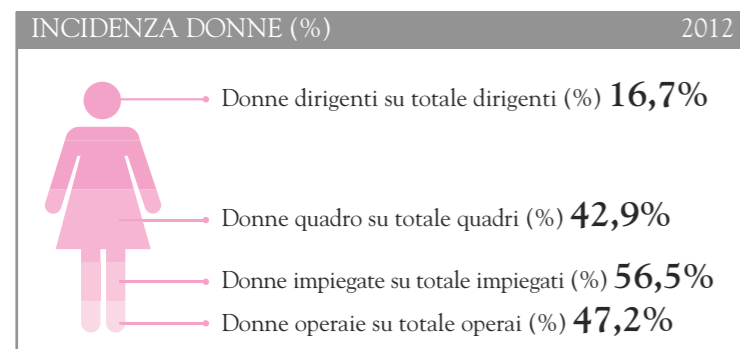 INCIDENZA DONNE (%) 2012
Donne dirigenti su totale dirigenti (%) 16,7%
Donne quadro su totale quadri (%) 42,9%
Donne impiegate su totale impiegati (%) 56,5%
Donne operaie su totale operai (%) 47,2%